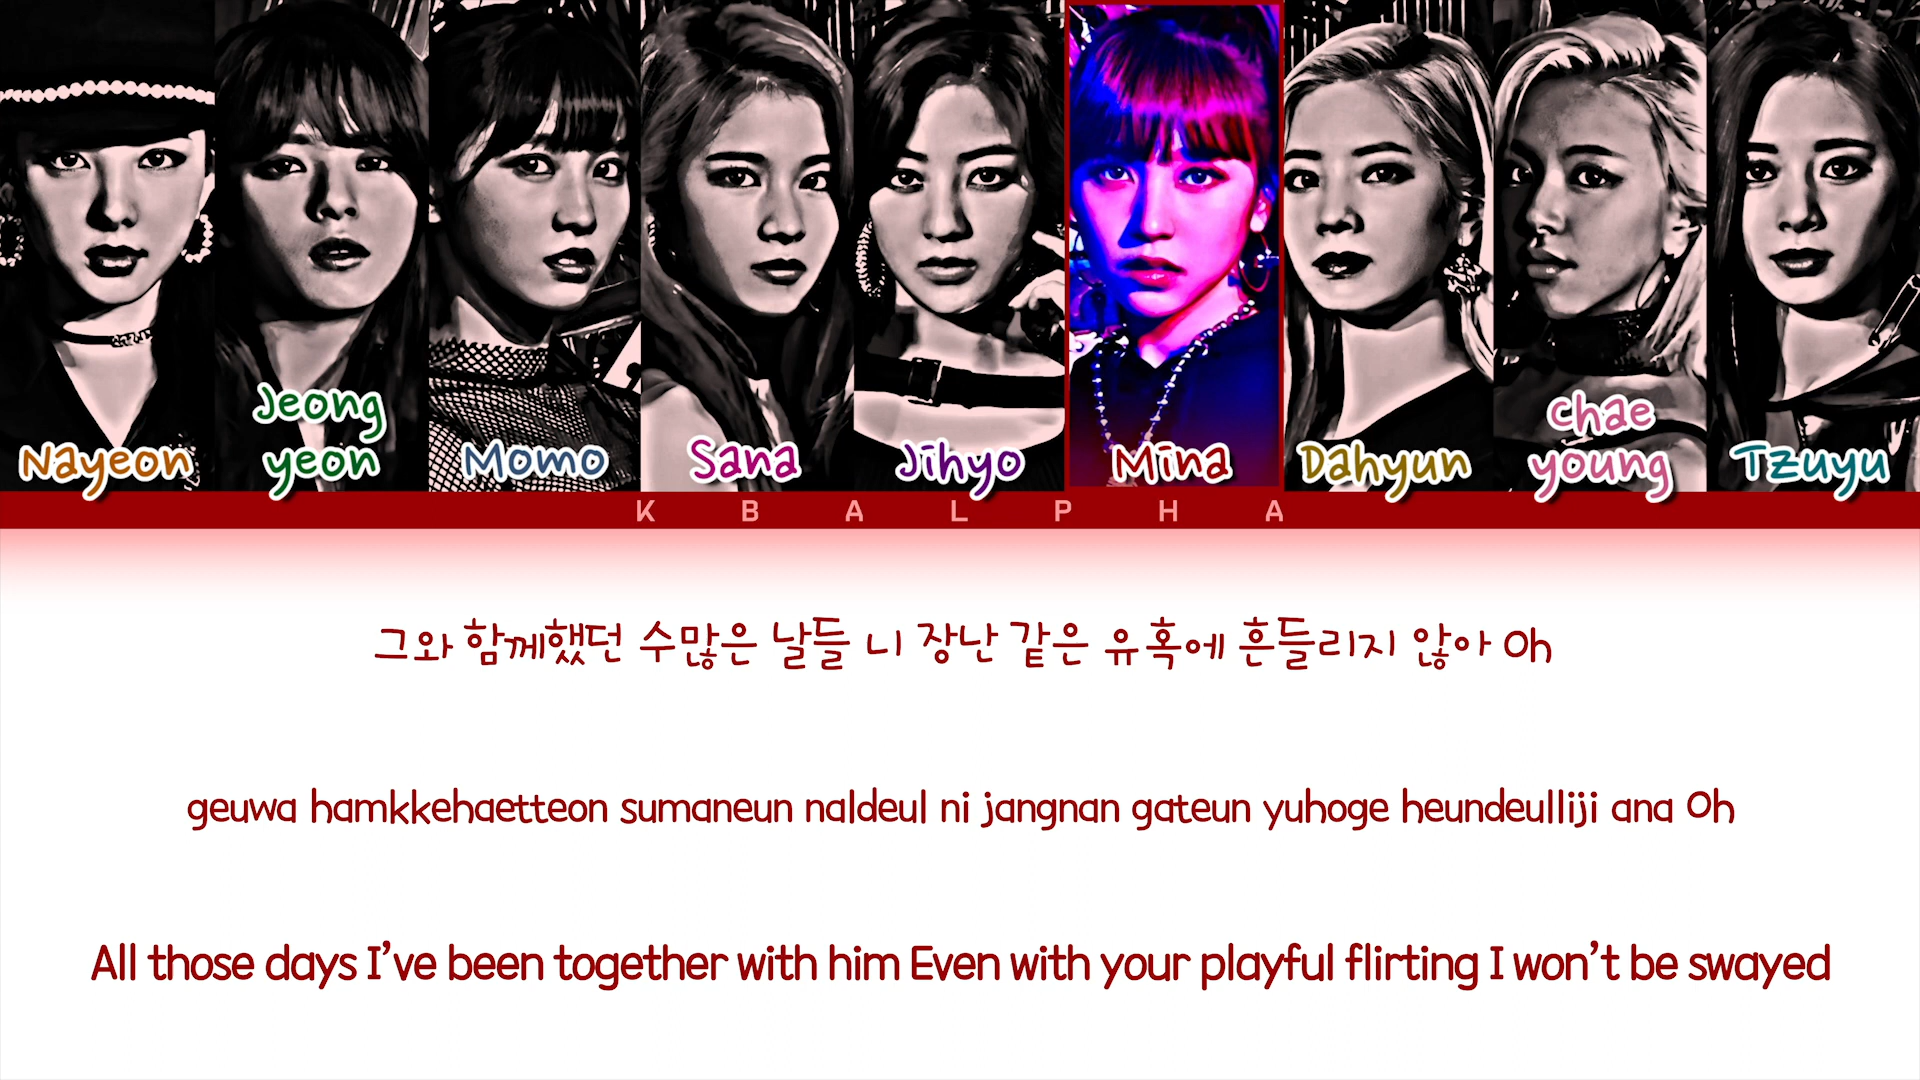 Nayeon
Jeong
yeon
Momo
Sana
Jihyo
Mina
Dahyun
chae
young
Tzuyu
KBALPHA
그와 함께했던 수많은 날들 니 장난 같은 유혹에 흔들리지 않아 Oh
geuwa hamkkehaetteon sumaneun naldeul ni jangnan gateun yuhoge heundeulliji ana Oh
All those days I've been together with him Even with your playful flirting I won't be swayed